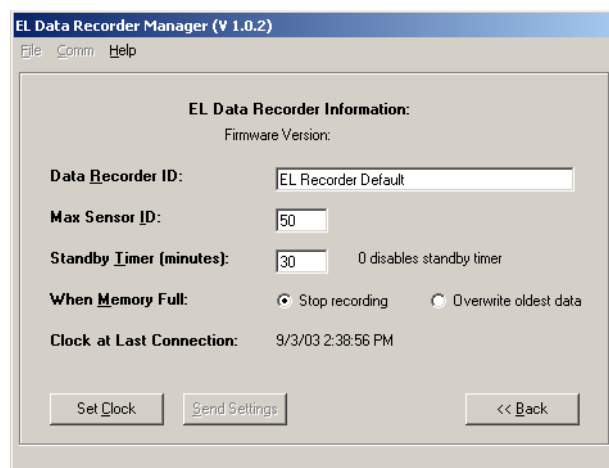 EL Data Recorder Manager (V 1.0.2)
File Comm Help
EL Data Recorder Information:
Firmware Version:
Data Recorder ID: EL Recorder Default
Max Sensor ID: 50
Standby Timer (minutes): 30 0 disables standby timer
When Memory Full: Stop recording Overwrite oldest data
Clock at Last Connection: 9/3/03 2:38:56 PM
Set Clock Send Settings << Back